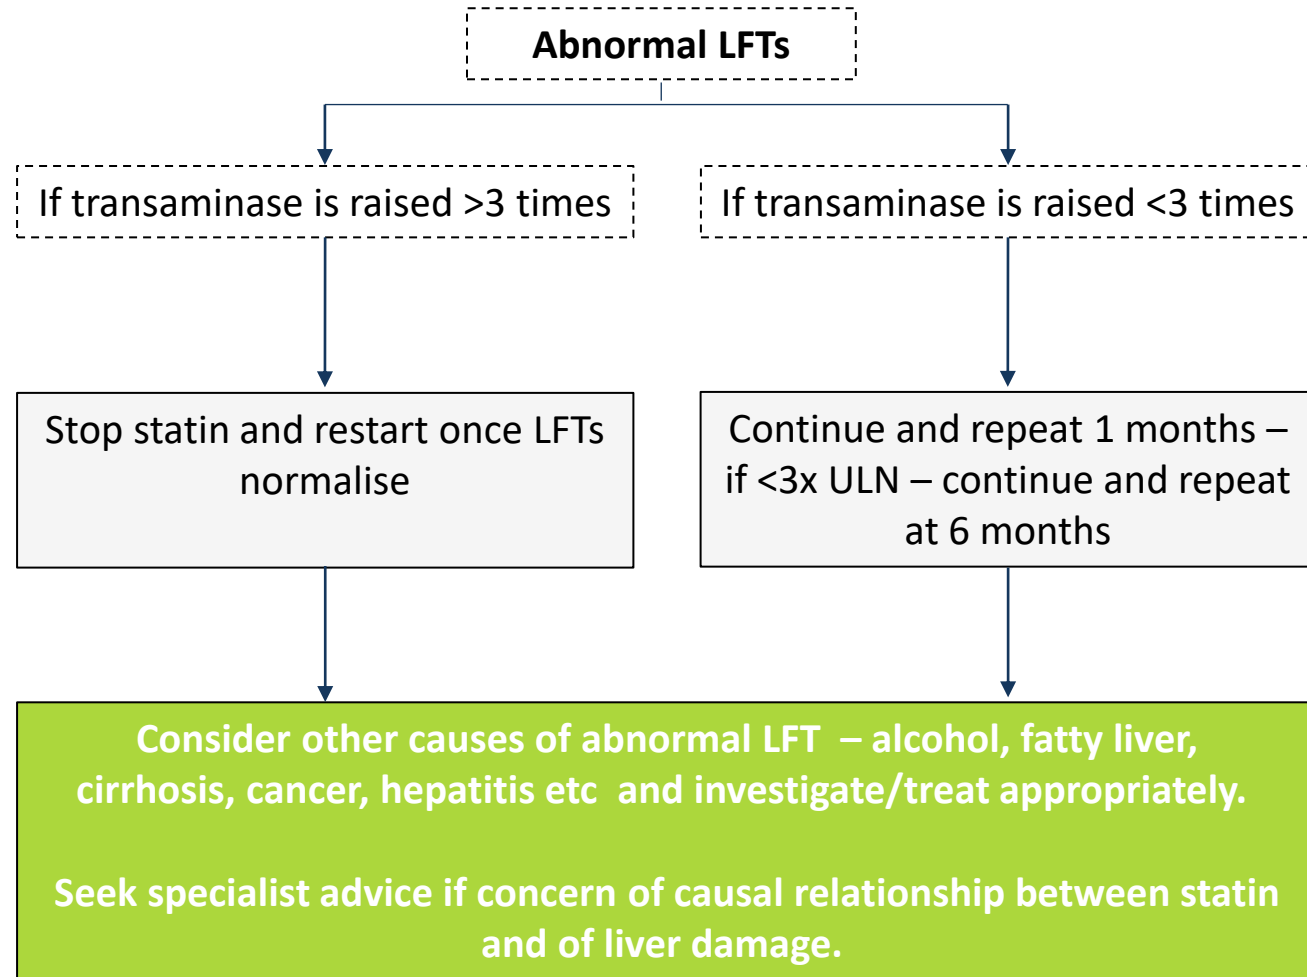 Abnormal LFTs
If transaminase is raised >3 times
If transaminase is raised <3 times
Stop statin and restart once LFTs
normalise
Continue and repeat 1 months –
if <3x ULN – continue and repeat
at 6 months
Consider other causes of abnormal LFT – alcohol, fatty liver,
cirrhosis, cancer, hepatitis etc and investigate/treat appropriately.
Seek specialist advice if concern of causal relationship between statin
and of liver damage.